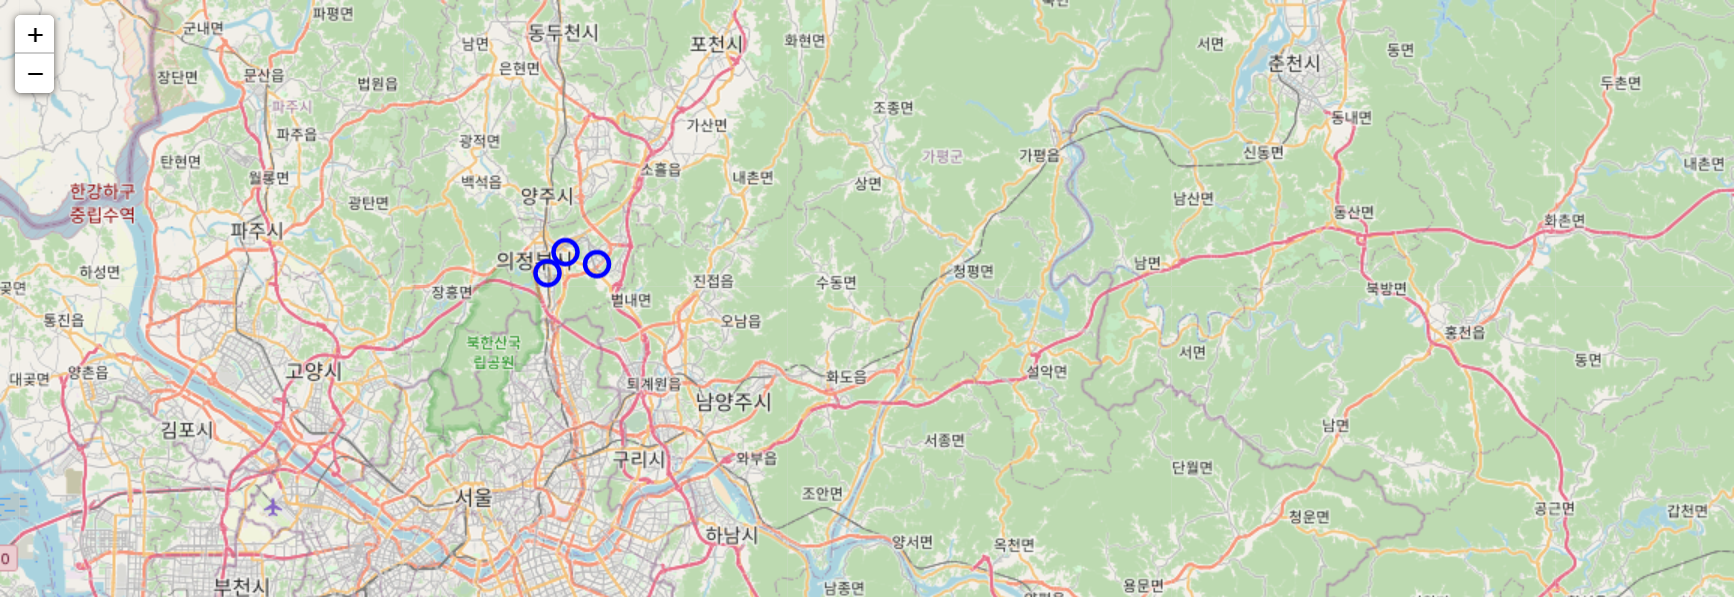 +
−
파평면
군내면
동두천시
포천시
화현면
남면
서면
동면
춘천시
장단면
문산읍
법원읍
은현면
두촌면
파주시
조종면
가산면
파주읍
광적면
동내면
탄현면
월롱면
백석읍
소흘읍
내촌면
상면
가평군
가평읍
신동면
내촌면
한강하구
중립수역
광탄면
양주시
남산면
동산면
화촌면
파주시
의정부시
하성면
장흥면
별내면
진접읍
수동면
청평면
남면
북방면
통진읍
오남읍
홍천읍
북한산국
립공원
서면
동면
대곶면
양촌읍
고양시
퇴계원읍
화도읍
설악면
남양주시
김포시
서종면
남면
구리시
와부읍
단월면
서울
조안면
공근면
갑천면
청운면
하남시
양서면
옥천면
0
부천시
남종면
용문면